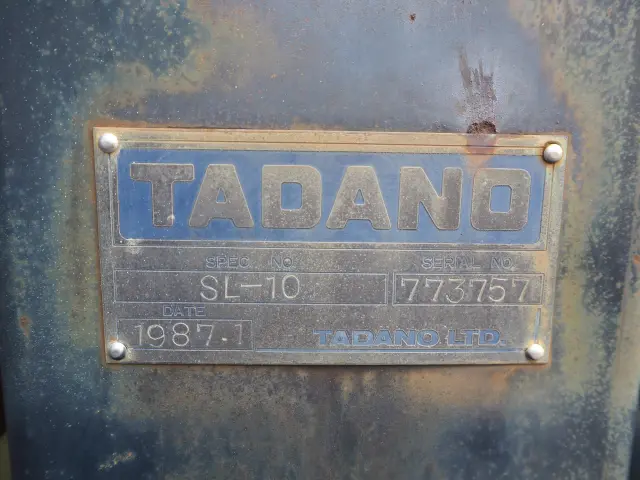 TADANO
SPEC. NO. SERIAL NO.
SL-10 773757
DATE
1987.1 TADANO LTD.